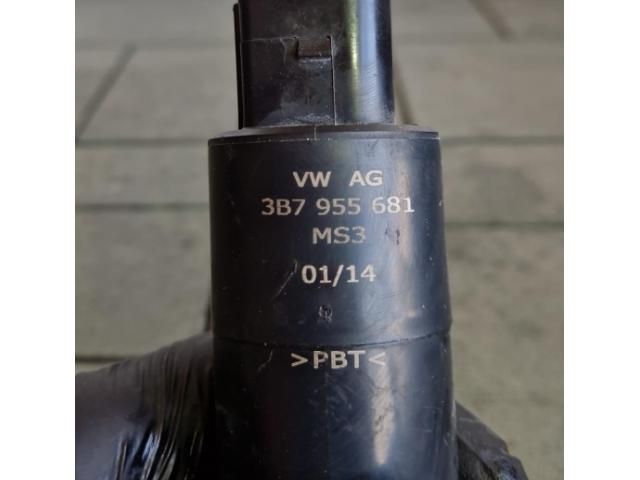 VW AG
3B7 955 681
MS3
01/14
>PBT<